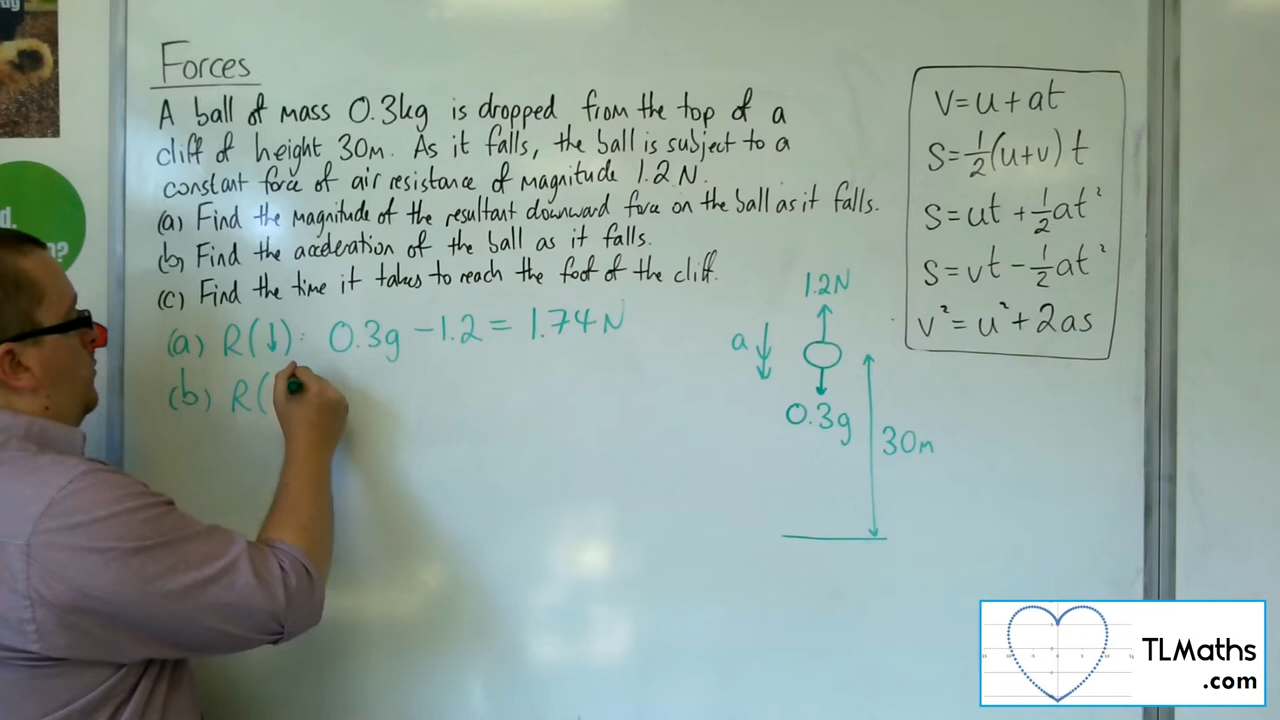 Forces
A ball of mass 0.3kg is dropped from the top of a
cliff of height 30m. As it falls, the ball is subject to a
constant force of air resistance of magnitude 1.2N.
(a) Find the magnitude of the resultant downward force on the ball as it falls.
(b) Find the acceleration of the ball as it falls.
(c) Find the time it takes to reach the foot of the cliff.
(a) R(↓): 0.3g - 1.2 = 1.74N
(b) R(
1.2N
a
0.3g
30m
V = u + at
S = ½(u+v)t
S = ut + ½at²
S = vt - ½at²
v² = u² + 2as
d.
n?
TLMaths
.com